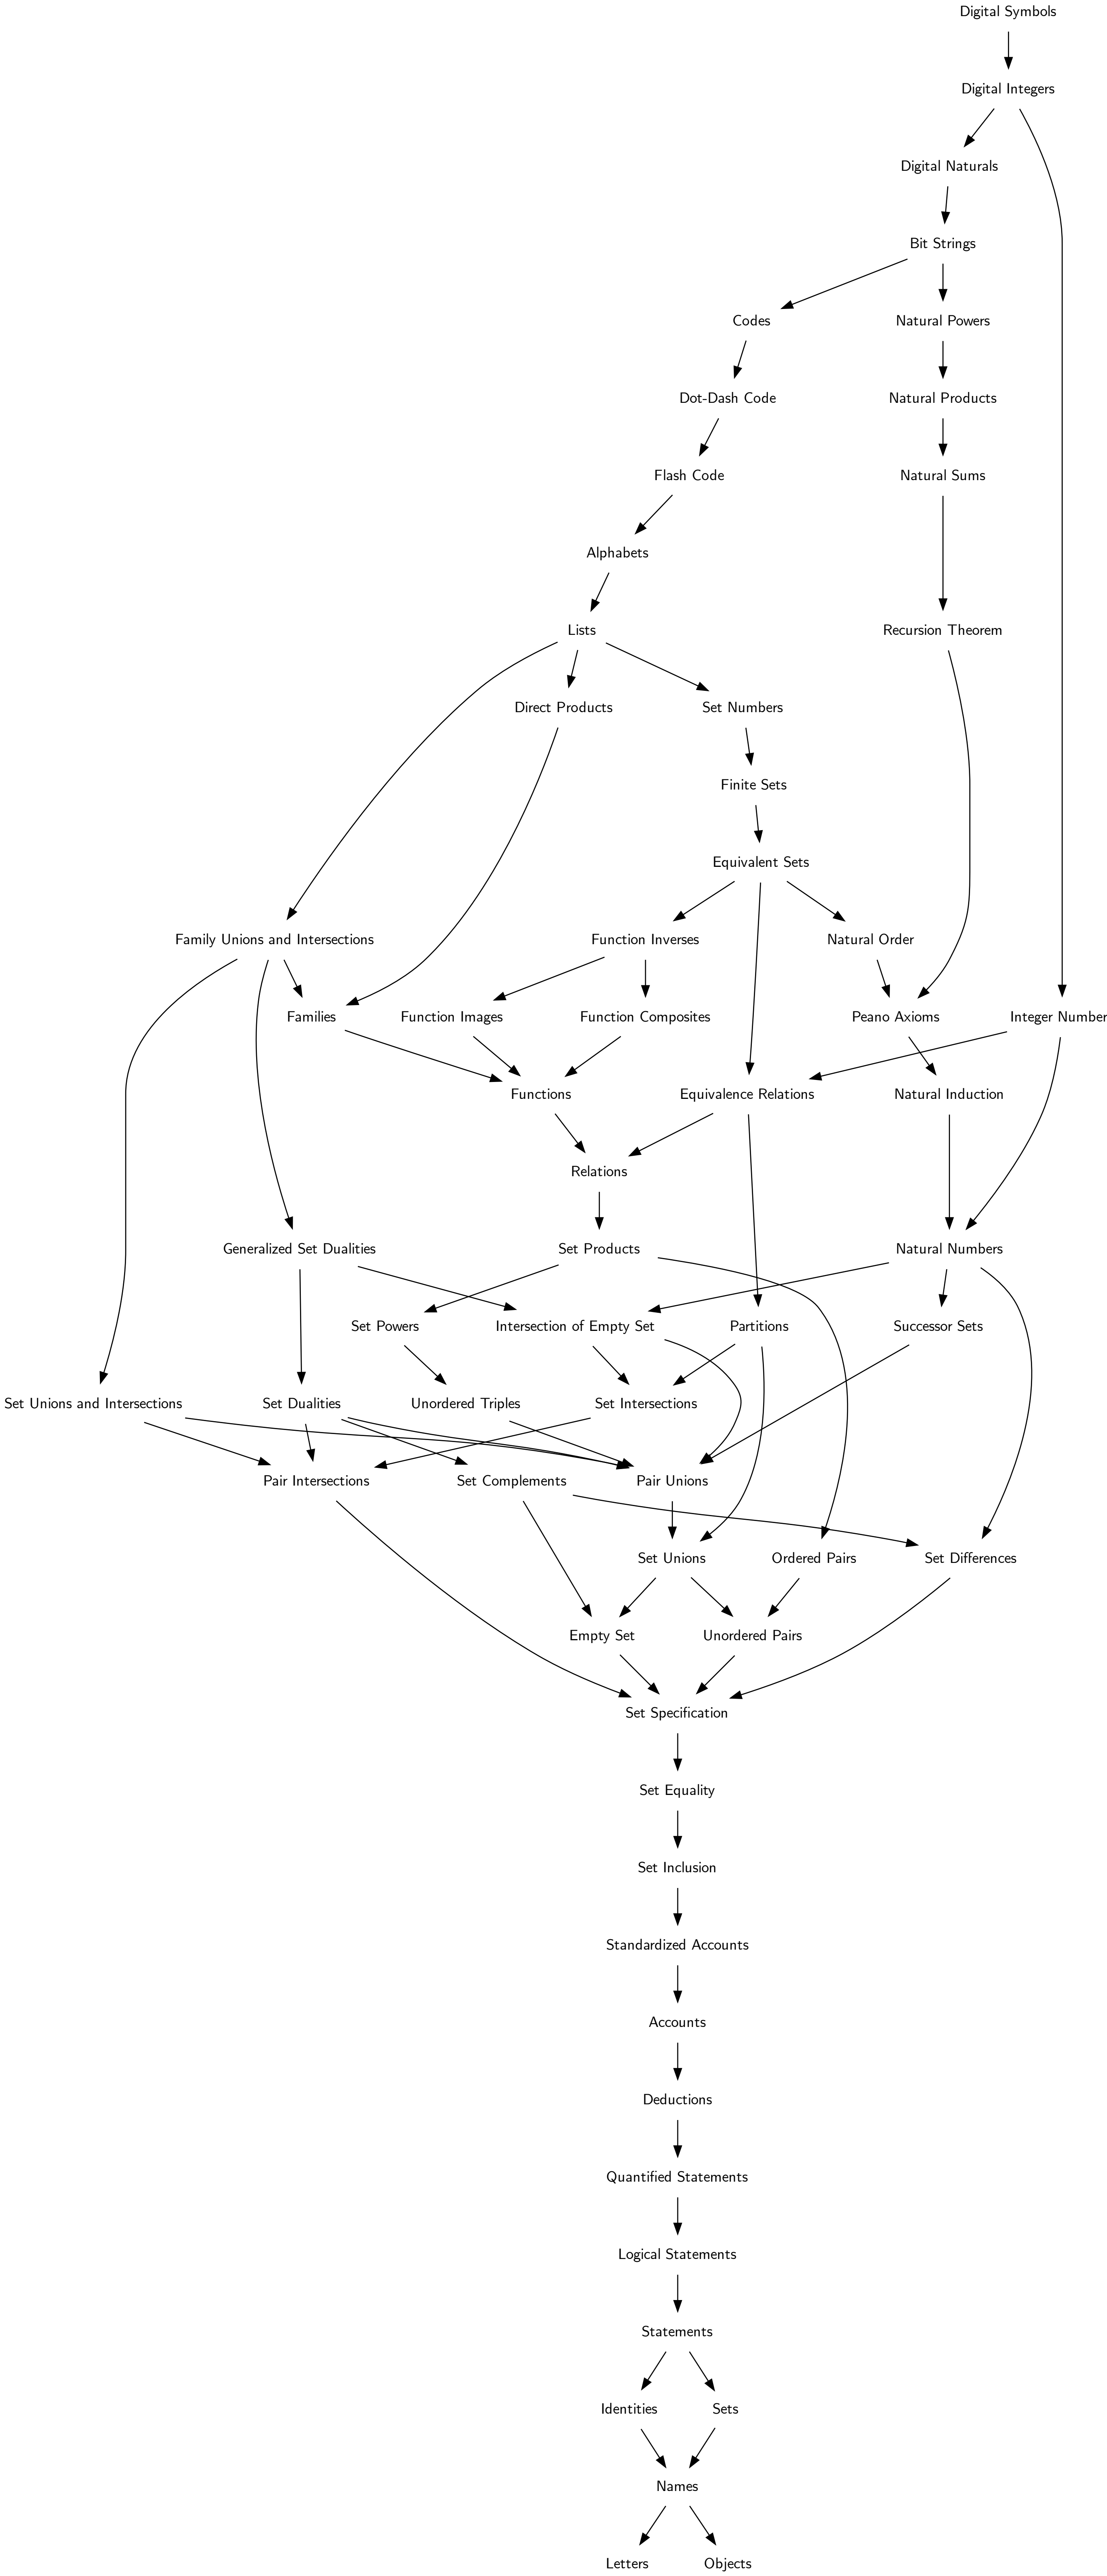 Digital Symbols
Digital Integers
Digital Naturals
Bit Strings
Codes
Natural Powers
Dot-Dash Code
Natural Products
Flash Code
Natural Sums
Alphabets
Lists
Recursion Theorem
Direct Products
Set Numbers
Finite Sets
Equivalent Sets
Family Unions and Intersections
Function Inverses
Natural Order
Families
Function Images
Function Composites
Peano Axioms
Integer Number
Functions
Equivalence Relations
Natural Induction
Relations
Generalized Set Dualities
Set Products
Natural Numbers
Set Powers
Intersection of Empty Set
Partitions
Successor Sets
Set Unions and Intersections
Set Dualities
Unordered Triples
Set Intersections
Pair Intersections
Set Complements
Pair Unions
Set Unions
Ordered Pairs
Set Differences
Empty Set
Unordered Pairs
Set Specification
Set Equality
Set Inclusion
Standardized Accounts
Accounts
Deductions
Quantified Statements
Logical Statements
Statements
Identities
Sets
Names
Letters
Objects